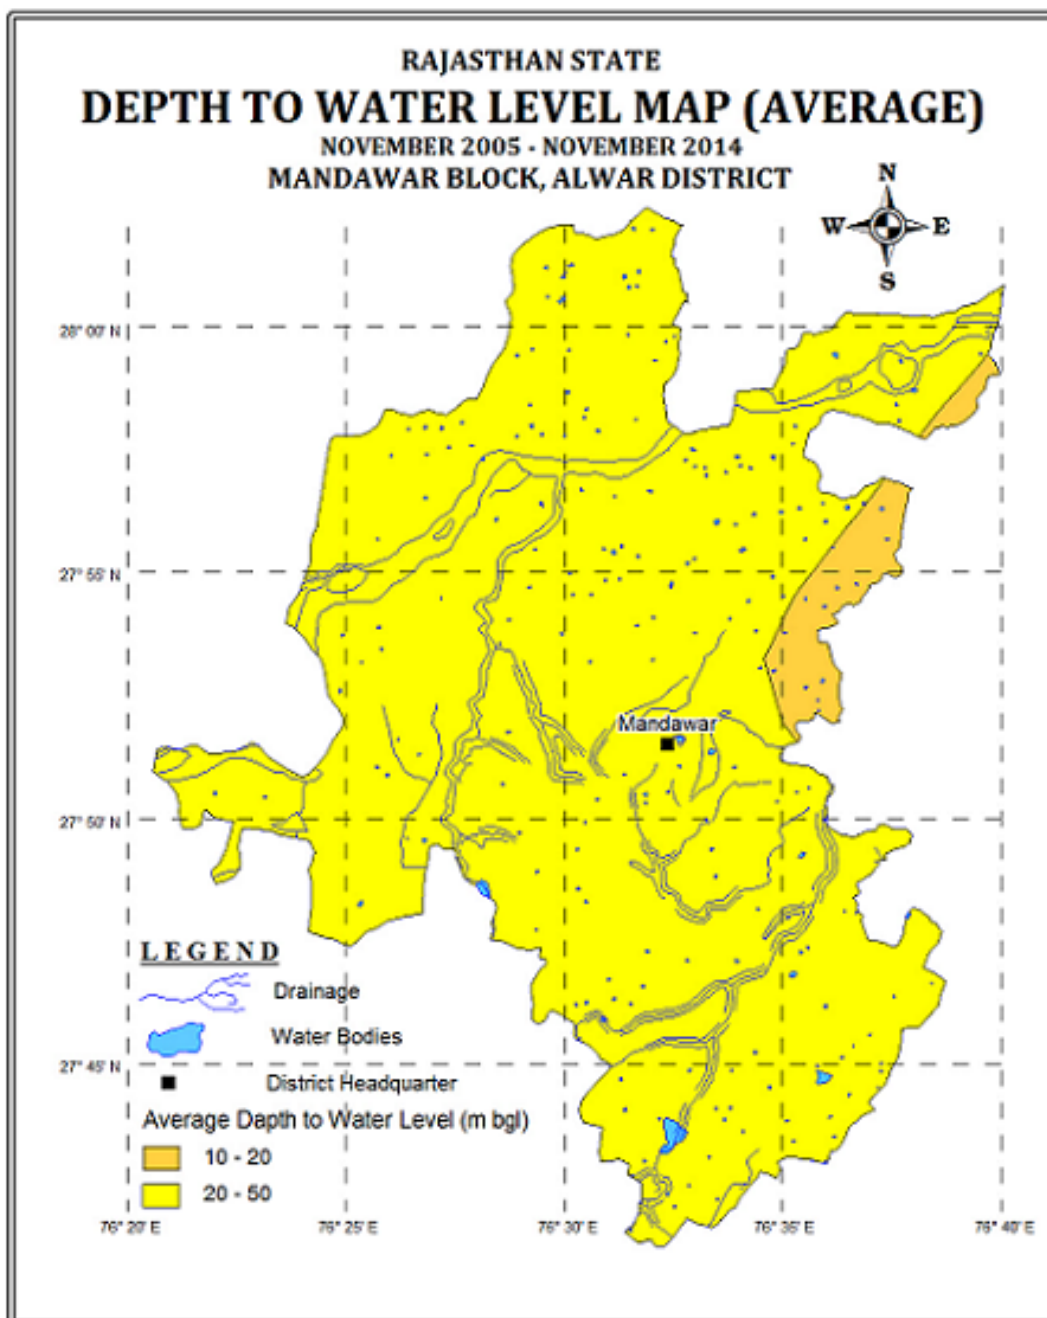 RAJASTHAN STATE
DEPTH TO WATER LEVEL MAP (AVERAGE)
NOVEMBER 2005 - NOVEMBER 2014
MANDAWAR BLOCK, ALWAR DISTRICT
N
W E
S
28° 00' N
27° 55' N
Mandawar
27° 50' N
LEGEND
Drainage
Water Bodies
27° 45' N
District Headquarter
Average Depth to Water Level (m bgl)
10 - 20
20 - 50
76° 20' E 76° 25' E 76° 30' E 76° 35' E 76° 40' E